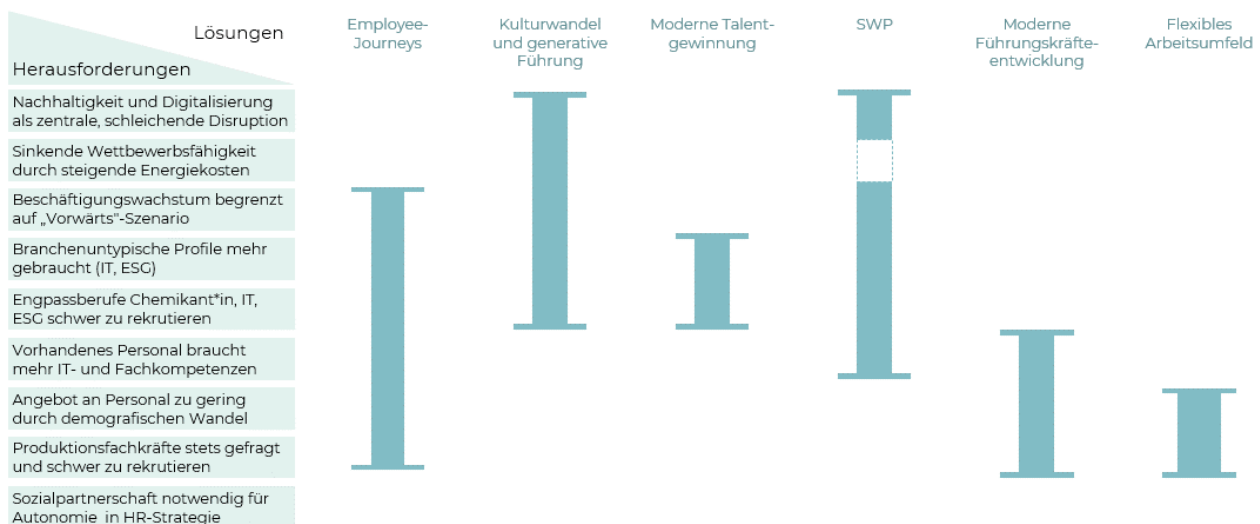 Lösungen
Herausforderungen
Employee-
Journeys
Kulturwandel
und generative
Führung
Moderne Talent-
gewinnung
SWP
Moderne
Führungskräfte-
entwicklung
Flexibles
Arbeitsumfeld
Nachhaltigkeit und Digitalisierung
als zentrale, schleichende Disruption
Sinkende Wettbewerbsfähigkeit
durch steigende Energiekosten
Beschäftigungswachstum begrenzt
auf „Vorwärts"-Szenario
Branchenuntypische Profile mehr
gebraucht (IT, ESG)
Engpassberufe Chemikant*in, IT,
ESG schwer zu rekrutieren
Vorhandenes Personal braucht
mehr IT- und Fachkompetenzen
Angebot an Personal zu gering
durch demografischen Wandel
Produktionsfachkräfte stets gefragt
und schwer zu rekrutieren
Sozialpartnerschaft notwendig für
Autonomie in HR-Strategie